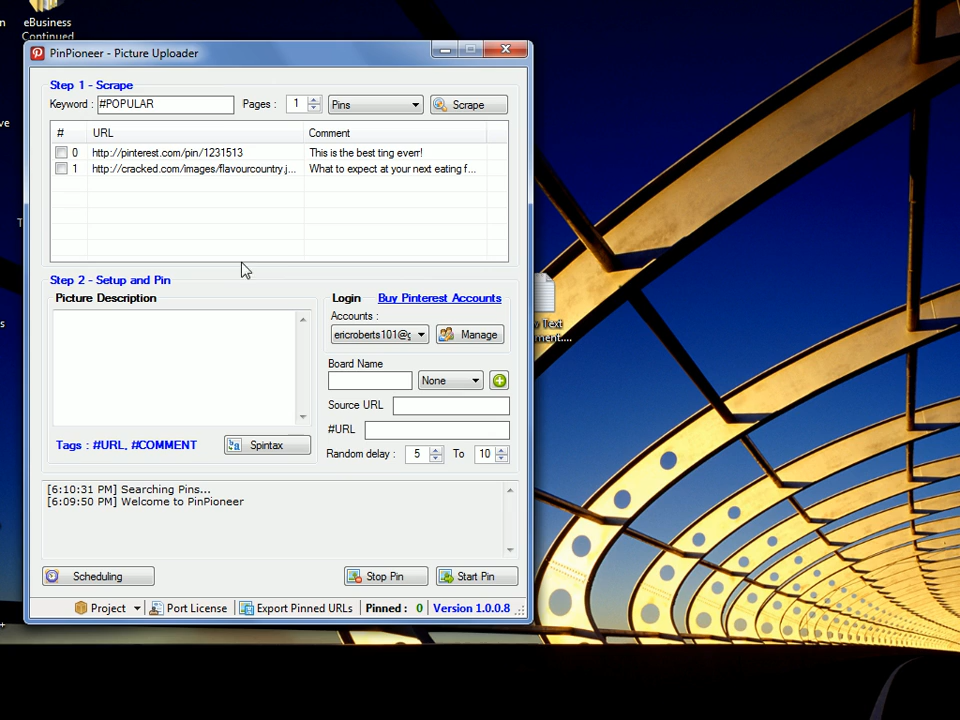 eBusiness
Continued
PinPioneer - Picture Uploader
Step 1 - Scrape
Keyword : #POPULAR Pages : 1 Pins Scrape
# URL Comment
0 http://pinterest.com/pin/1231513 This is the best ting everr!
1 http://cracked.com/images/flavourcountry.j... What to expect at your next eating f...
Step 2 - Setup and Pin
Picture Description
Login Buy Pinterest Accounts
Accounts :
ericroberts101@g Manage
Board Name
None
Source URL
#URL
Tags : #URL, #COMMENT Spintax
Random delay : 5 To 10
[6:10:31 PM] Searching Pins...
[6:09:50 PM] Welcome to PinPioneer
Scheduling Stop Pin Start Pin
Project Port License Export Pinned URLs Pinned : 0 Version 1.0.0.8
Text
ment....